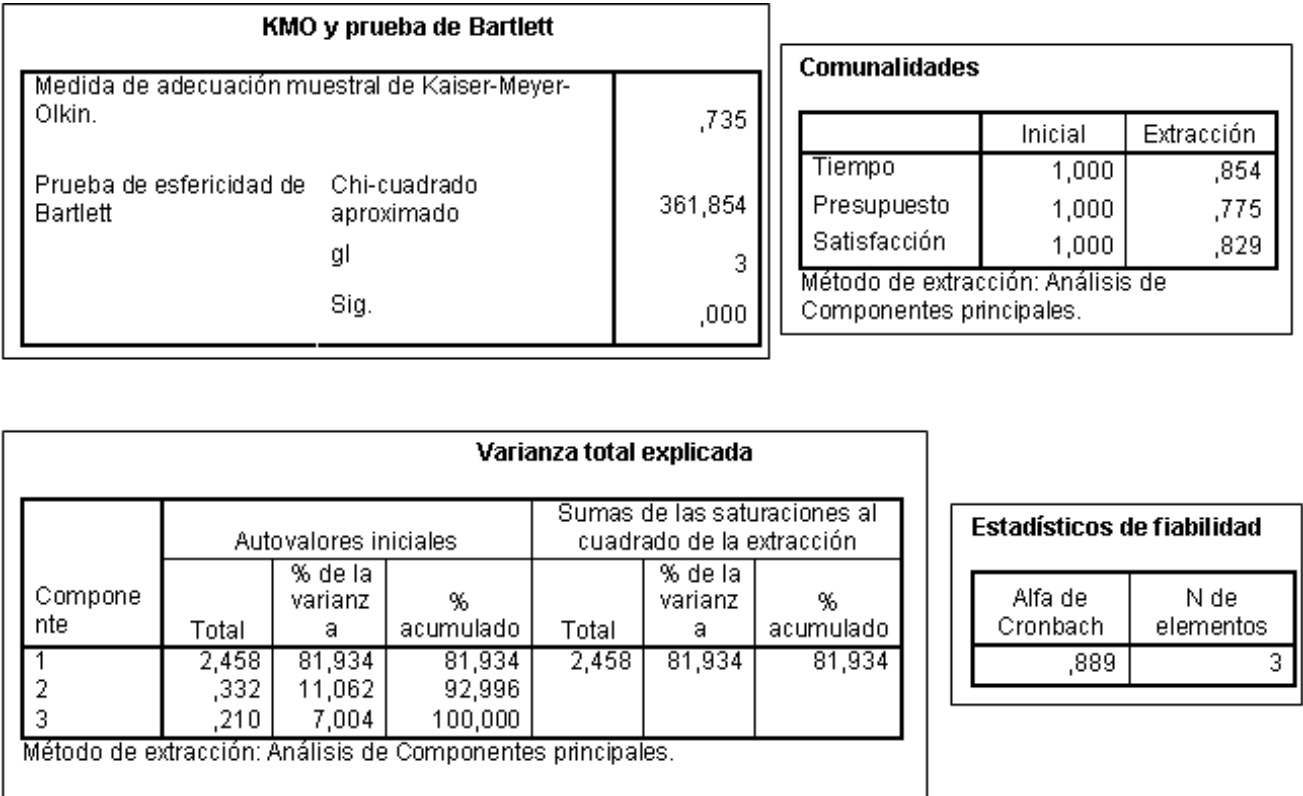 KMO y prueba de Bartlett
Medida de adecuación muestral de Kaiser-Meyer-
Olkin.
,735
Prueba de esfericidad de Chi-cuadrado
Bartlett aproximado 361,854
gl 3
Sig. ,000
Comunalidades
Inicial Extracción
Tiempo 1,000 ,854
Presupuesto 1,000 ,775
Satisfacción 1,000 ,829
Método de extracción: Análisis de
Componentes principales.
Varianza total explicada
Compone
nte
Autovalores iniciales
Sumas de las saturaciones al
cuadrado de la extracción
Total
% de la
varianz
a
%
acumulado
Total
% de la
varianz
a
%
acumulado
1 2,458 81,934 81,934 2,458 81,934 81,934
2 ,332 11,062 92,996
3 ,210 7,004 100,000
Método de extracción: Análisis de Componentes principales.
Estadísticos de fiabilidad
Alfa de
Cronbach
N de
elementos
,889 3